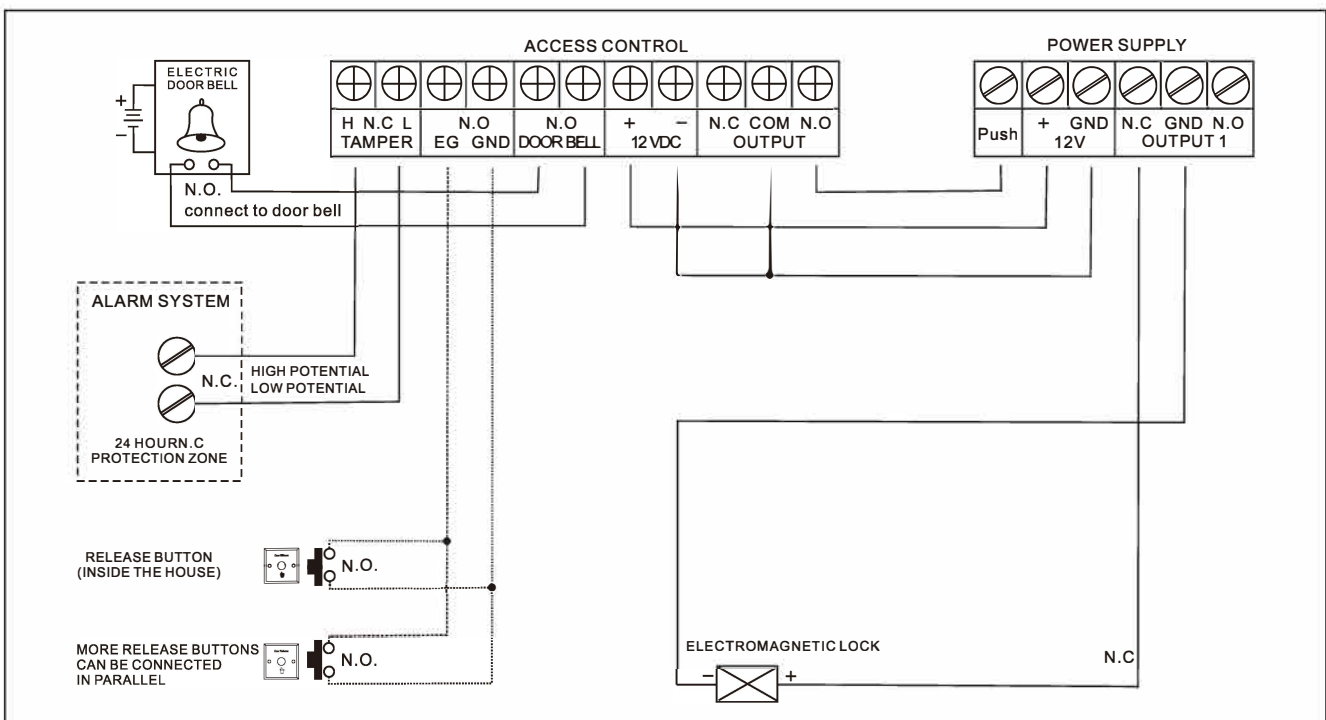 ACCESS CONTROL
POWER SUPPLY
ELECTRIC
DOOR BELL
+
−
H N.C L
TAMPER
N.O
EG GND
N.O
DOOR BELL
+ −
12 VDC
N.C COM N.O
OUTPUT
Push
+ GND
12V
N.C GND N.O
OUTPUT 1
N.O.
connect to door bell
ALARM SYSTEM
N.C.
HIGH POTENTIAL
LOW POTENTIAL
24 HOURN.C
PROTECTION ZONE
RELEASE BUTTON
(INSIDE THE HOUSE)
N.O.
MORE RELEASE BUTTONS
CAN BE CONNECTED
IN PARALLEL
N.O.
ELECTROMAGNETIC LOCK
− +
N.C